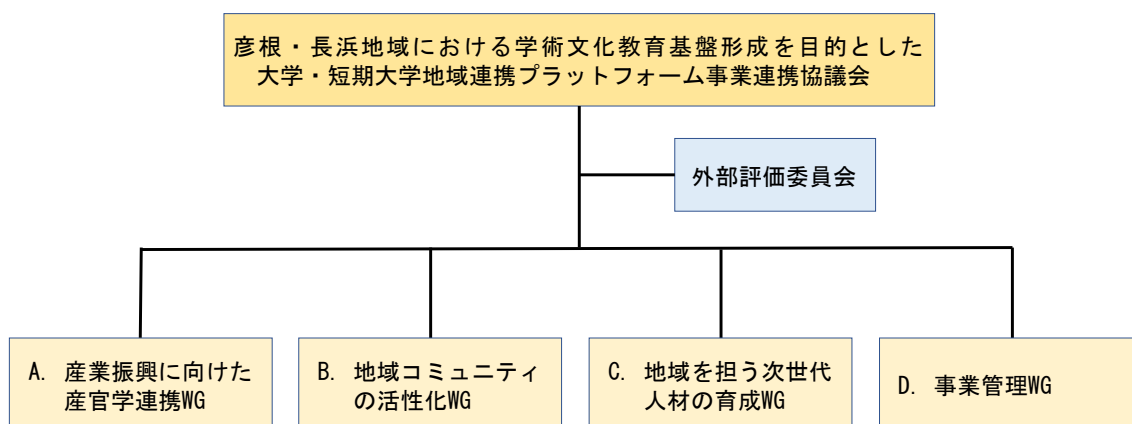 彦根・長浜地域における学術文化教育基盤形成を目的とした
大学・短期大学地域連携プラットフォーム事業連携協議会
外部評価委員会
A. 産業振興に向けた
産官学連携WG
B. 地域コミュニティ
の活性化WG
C. 地域を担う次世代
人材の育成WG
D. 事業管理WG